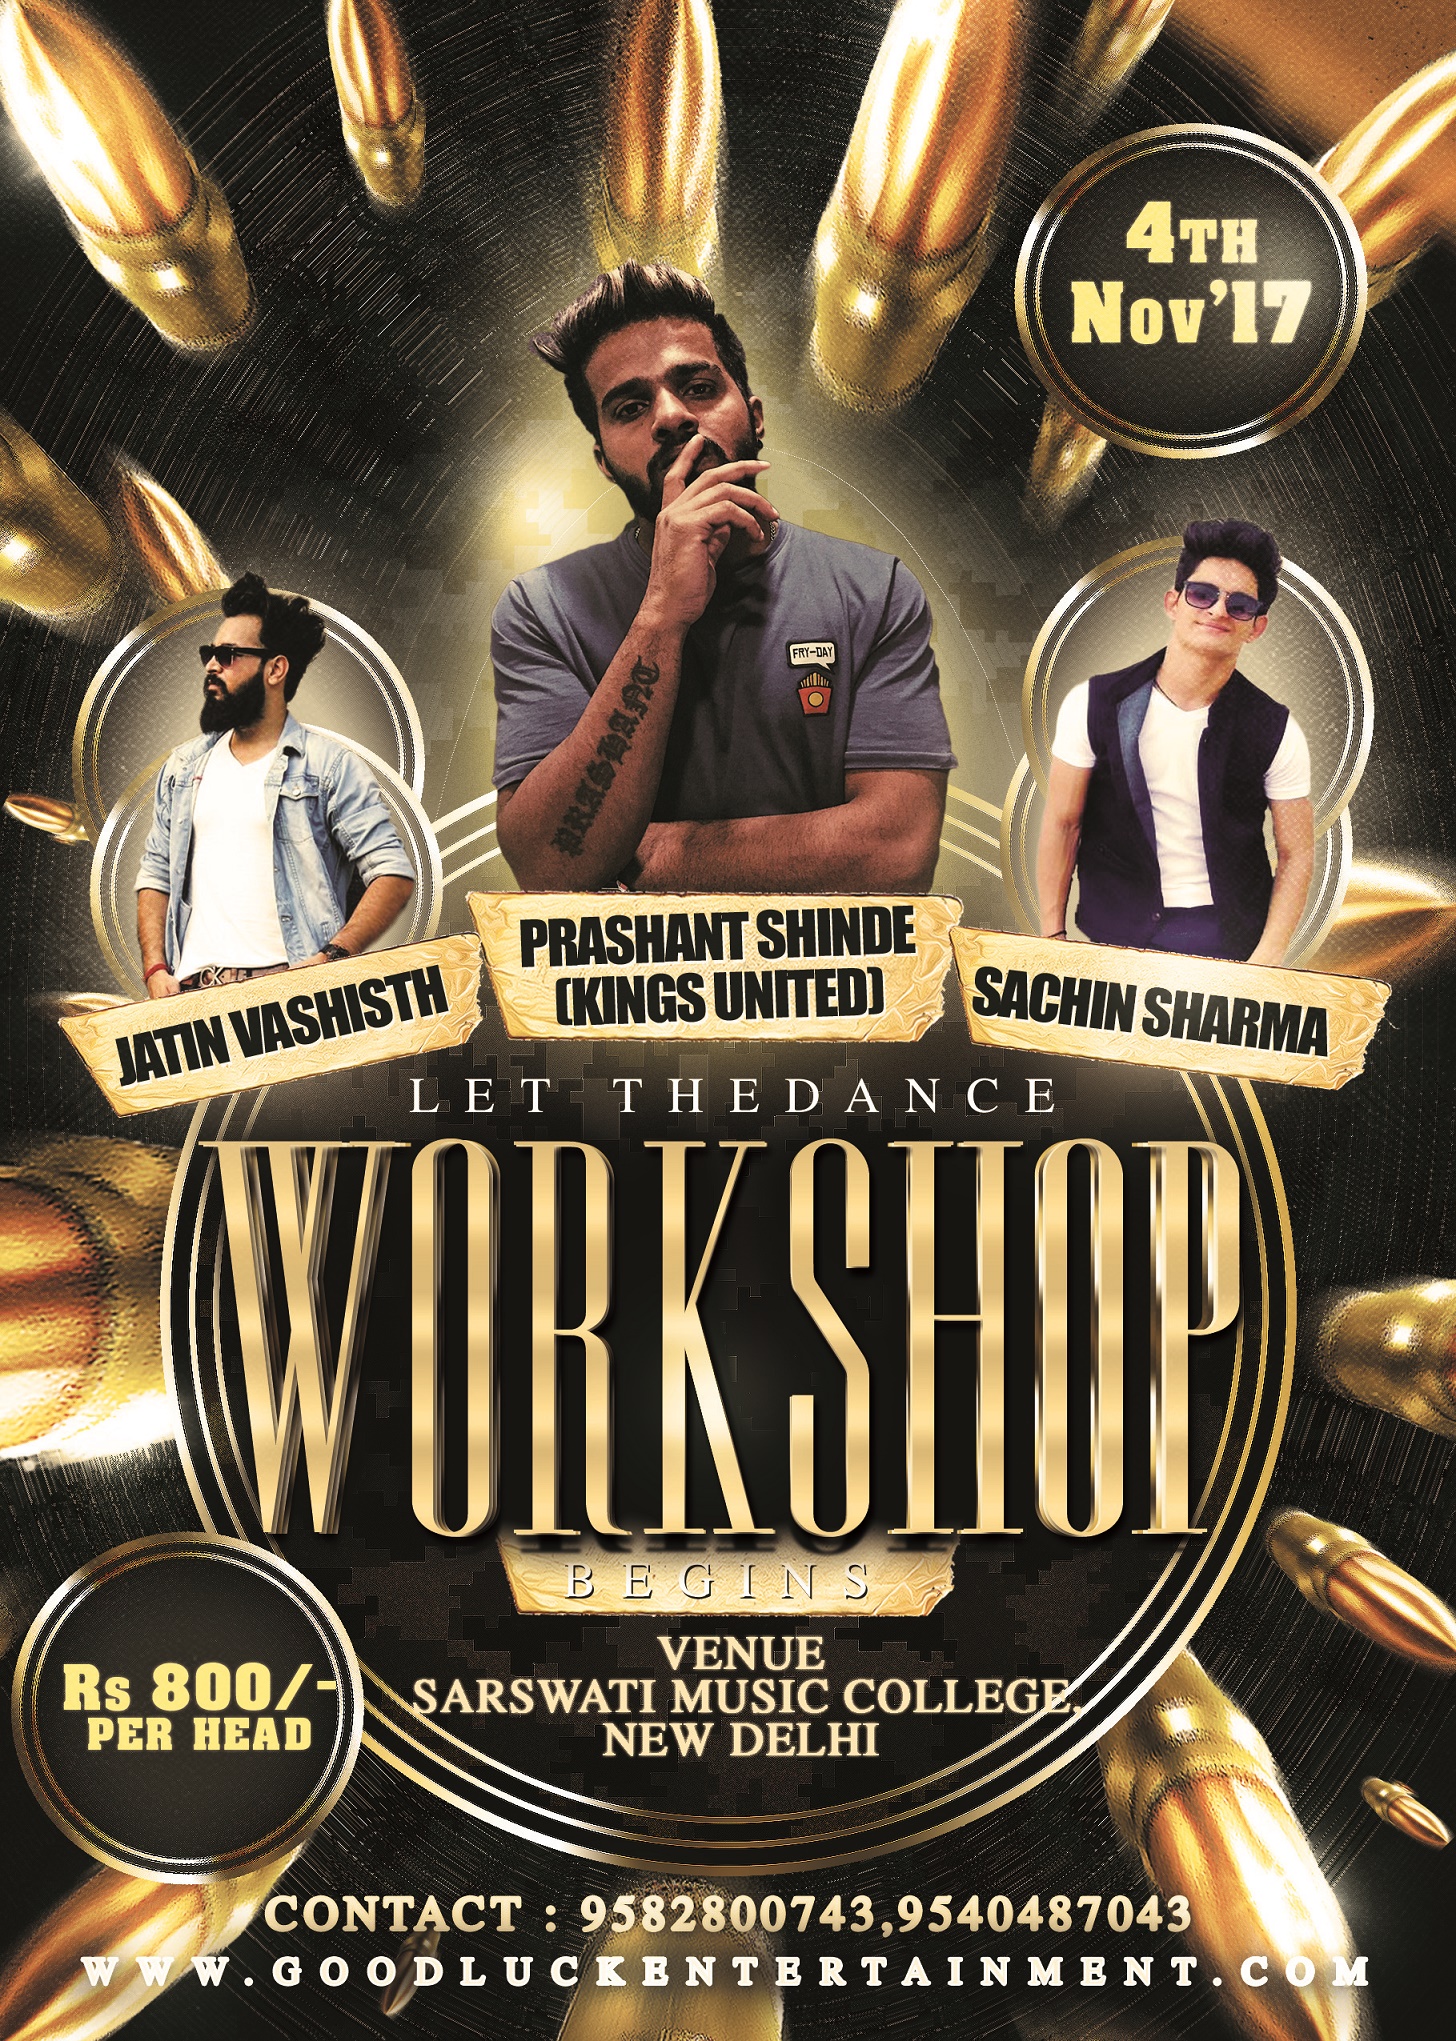 4TH
Nov'17
FRY-DAY
PRASHANT SHINDE
(KINGS UNITED)
JATIN VASHISTH
SACHIN SHARMA
LET THEDANCE
WORKSHOP
BEGINS
VENUE
SARSWATI MUSIC COLLEGE,
NEW DELHI
Rs 800/-
PER HEAD
CONTACT : 9582800743,9540487043
WWW.GOODLUCKENTERTAINMENT.COM